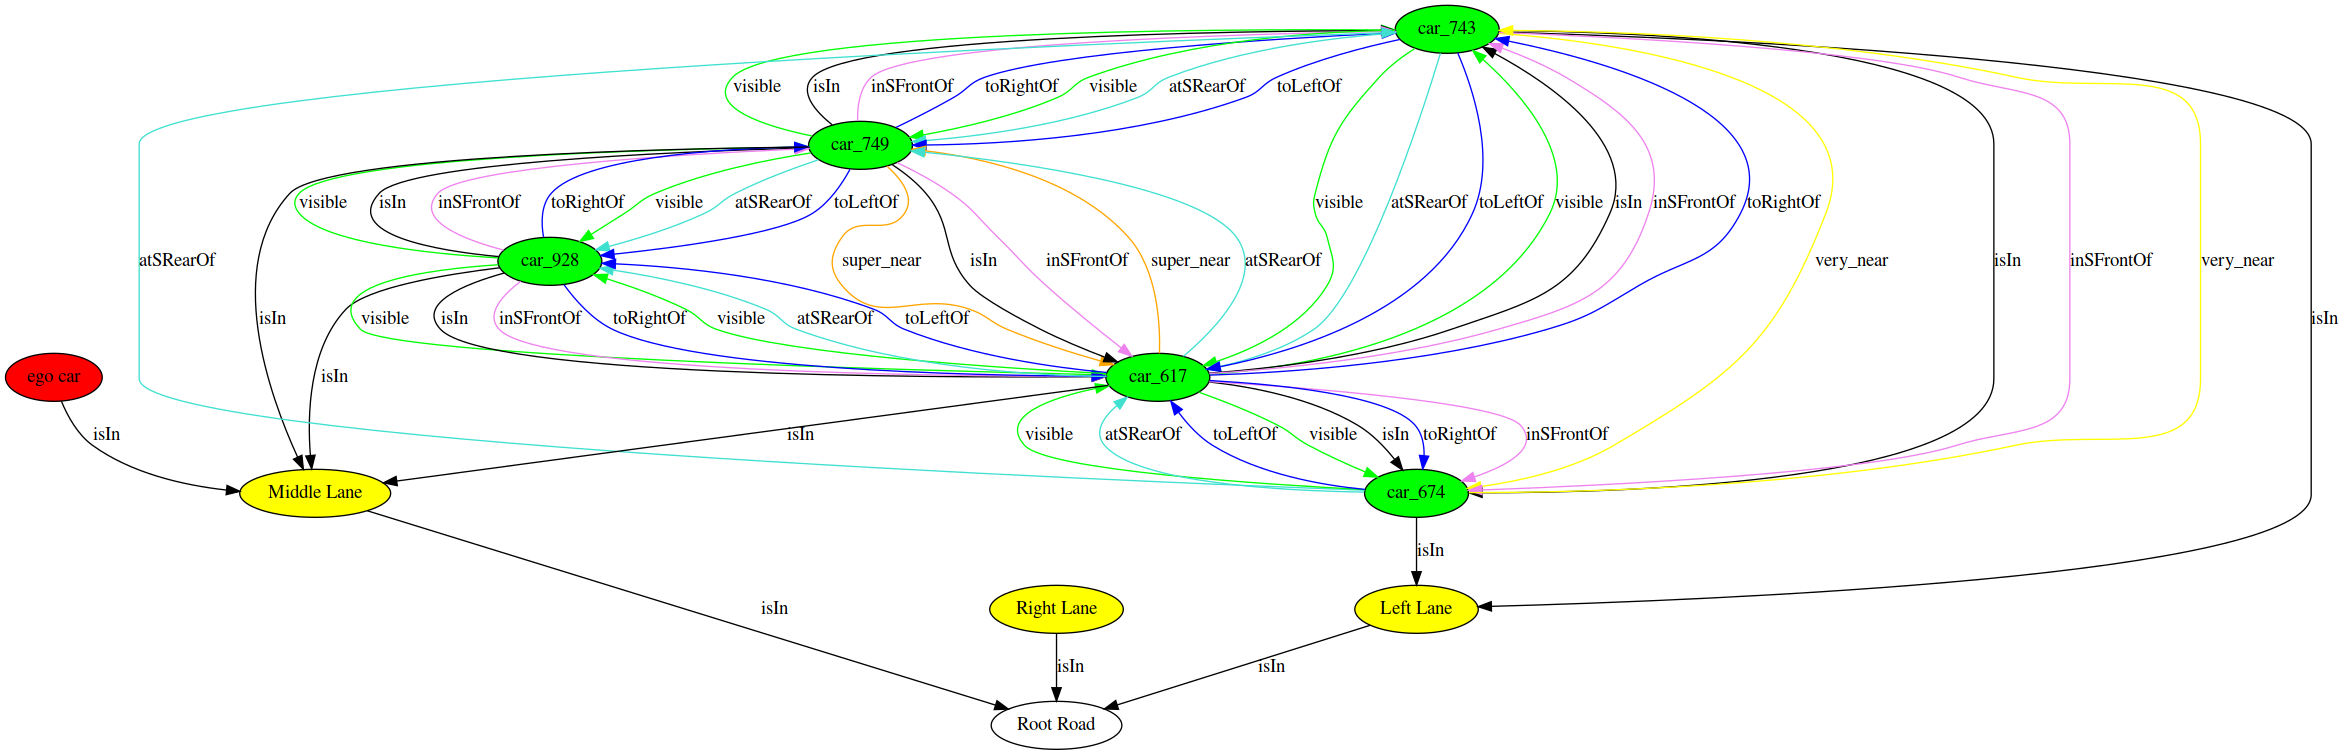 car_743
visible
isIn
inSFrontOf
toRightOf
visible
atSRearOf
toLeftOf
car_749
visible
isIn
inSFrontOf
toRightOf
visible
atSRearOf
toLeftOf
visible
atSRearOf
toLeftOf
visible
isIn
inSFrontOf
toRightOf
atSRearOf
car_928
super_near
isIn
inSFrontOf
super_near
atSRearOf
very_near
isIn
inSFrontOf
very_near
isIn
visible
isIn
inSFrontOf
toRightOf
visible
atSRearOf
toLeftOf
isIn
ego car
isIn
car_617
isIn
isIn
visible
atSRearOf
toLeftOf
visible
isIn
toRightOf
inSFrontOf
Middle Lane
car_674
isIn
isIn
Right Lane
Left Lane
isIn
isIn
Root Road